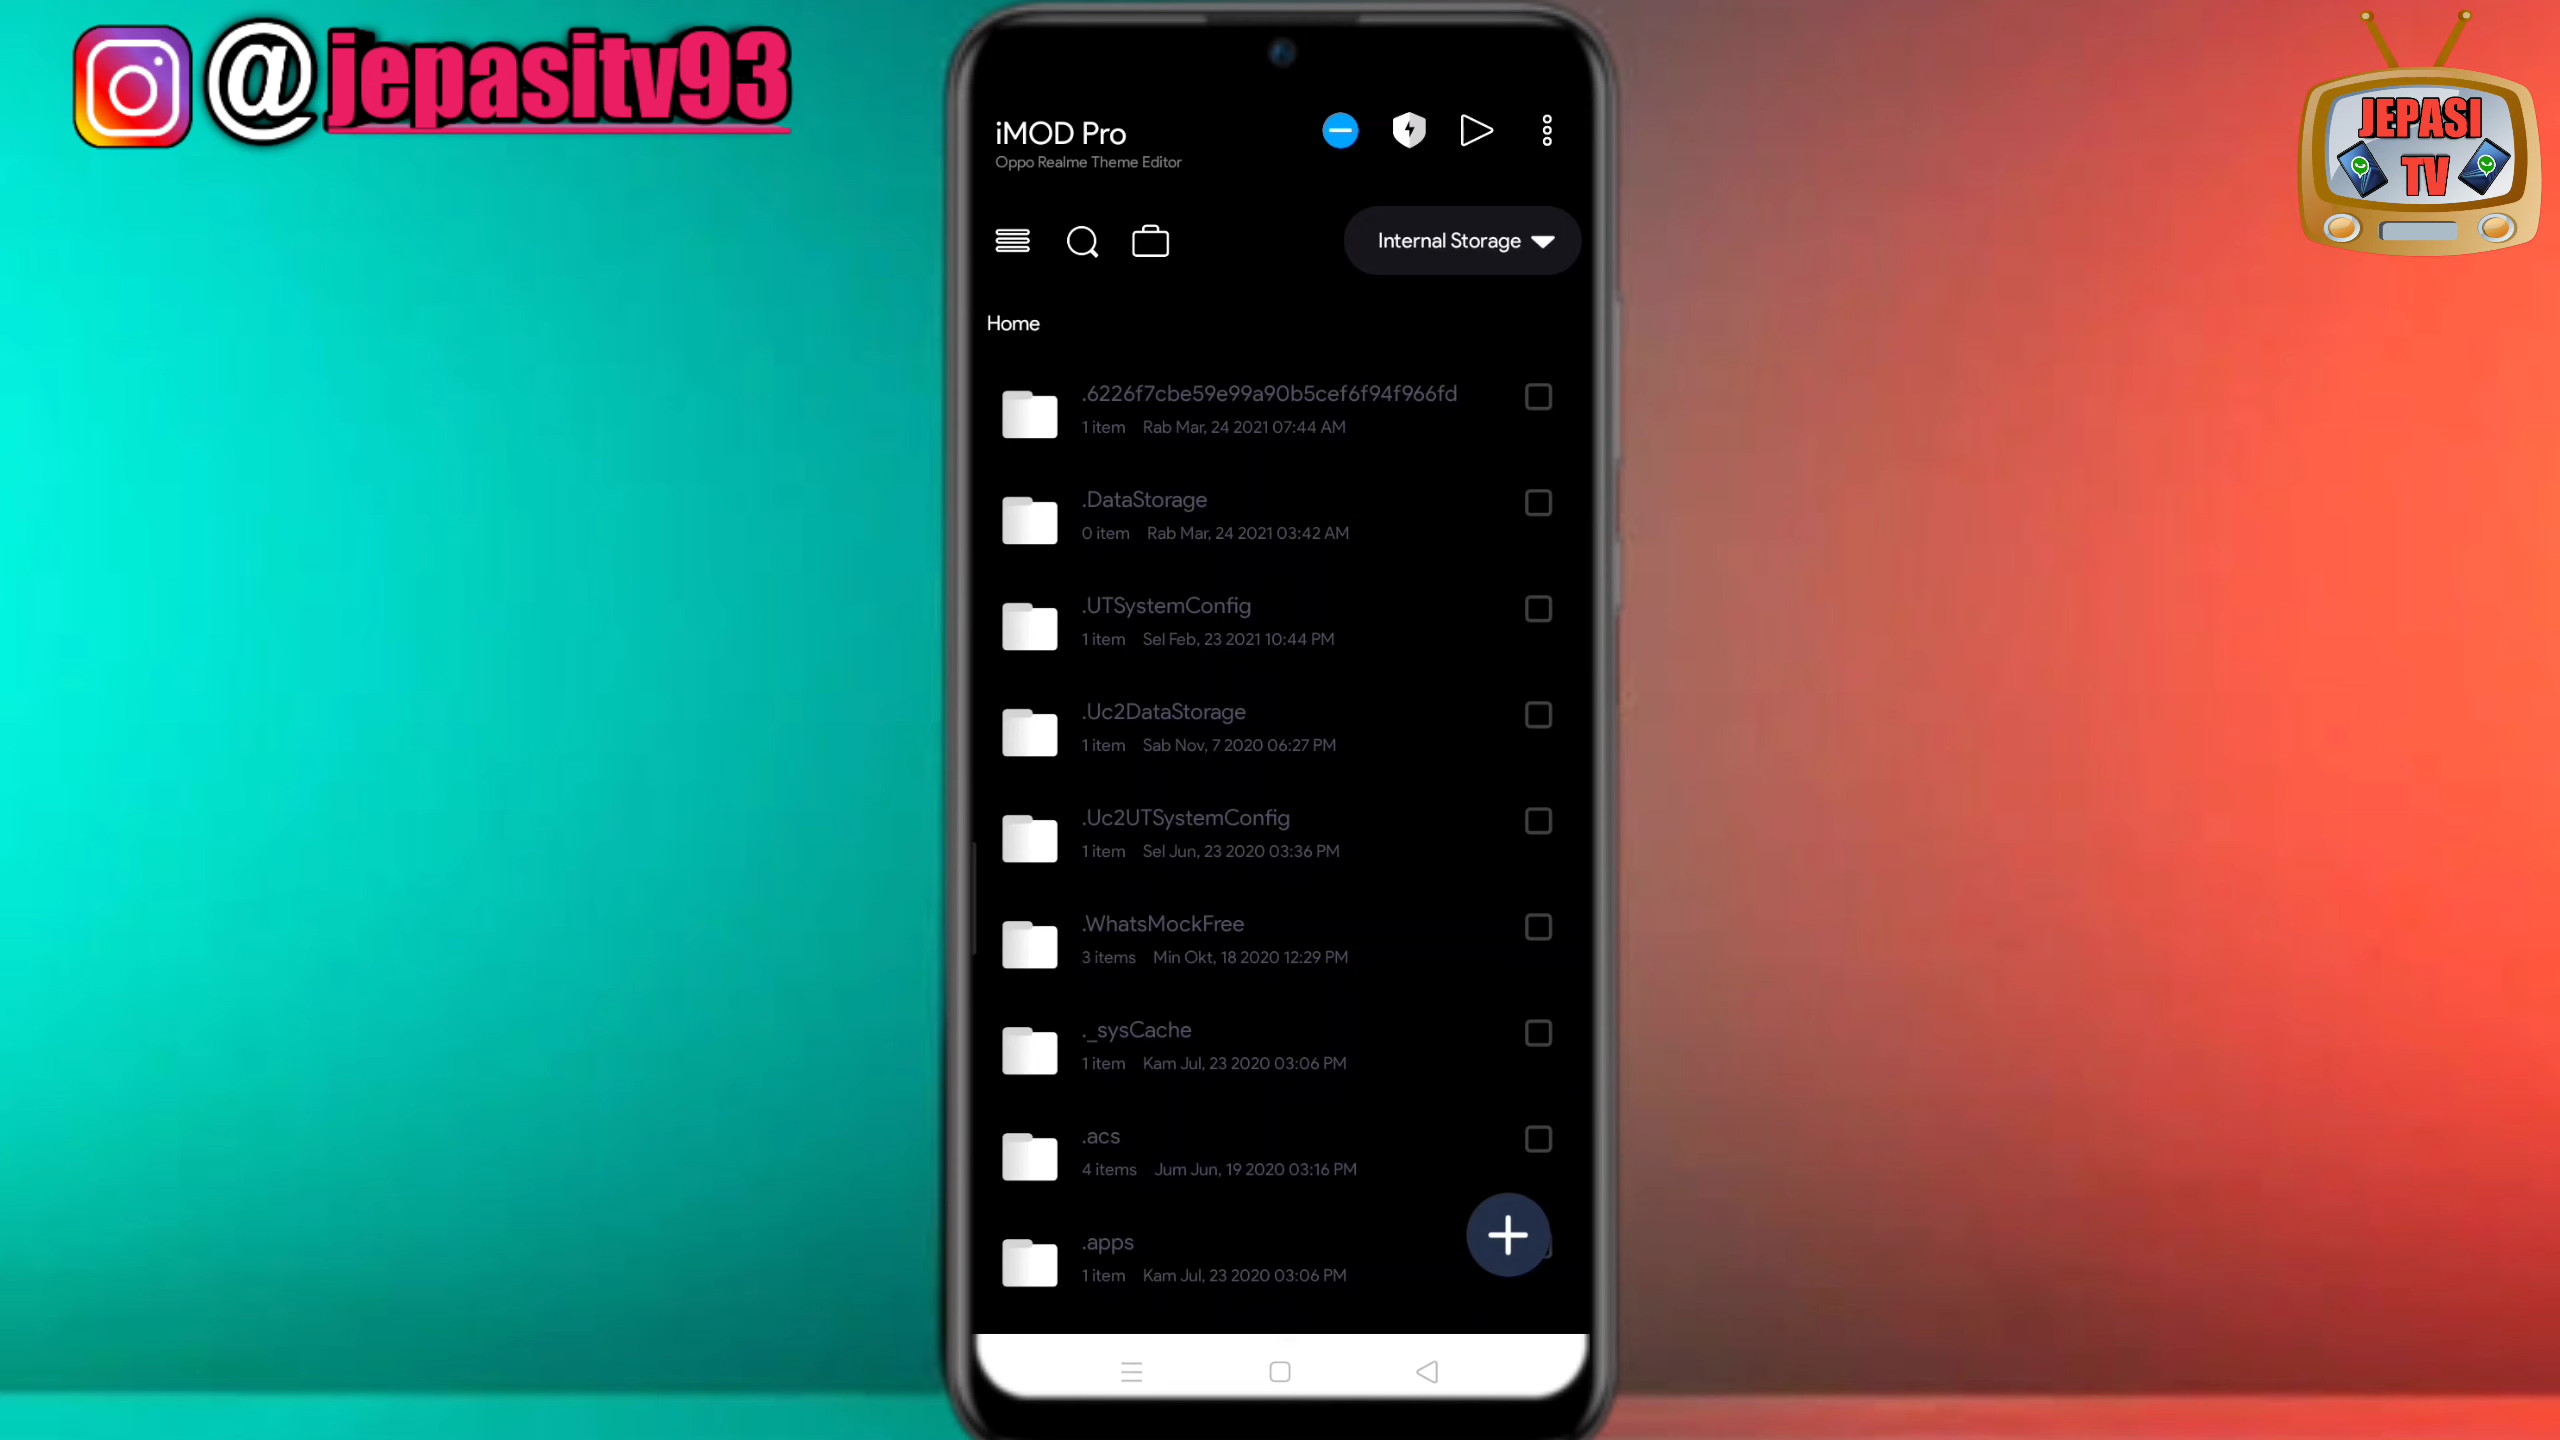 @jepasitv93
JEPASI
TV
iMOD Pro
Oppo Realme Theme Editor
Internal Storage
Home
.6226f7cbe59e99a90b5cef6f94f966fd
1 item Rab Mar, 24 2021 07:44 AM
.DataStorage
0 item Rab Mar, 24 2021 03:42 AM
.UTSystemConfig
1 item Sel Feb, 23 2021 10:44 PM
.Uc2DataStorage
1 item Sab Nov, 7 2020 06:27 PM
.Uc2UTSystemConfig
1 item Sel Jun, 23 2020 03:36 PM
.WhatsMockFree
3 items Min Okt, 18 2020 12:29 PM
._sysCache
1 item Kam Jul, 23 2020 03:06 PM
.acs
4 items Jum Jun, 19 2020 03:16 PM
.apps
1 item Kam Jul, 23 2020 03:06 PM